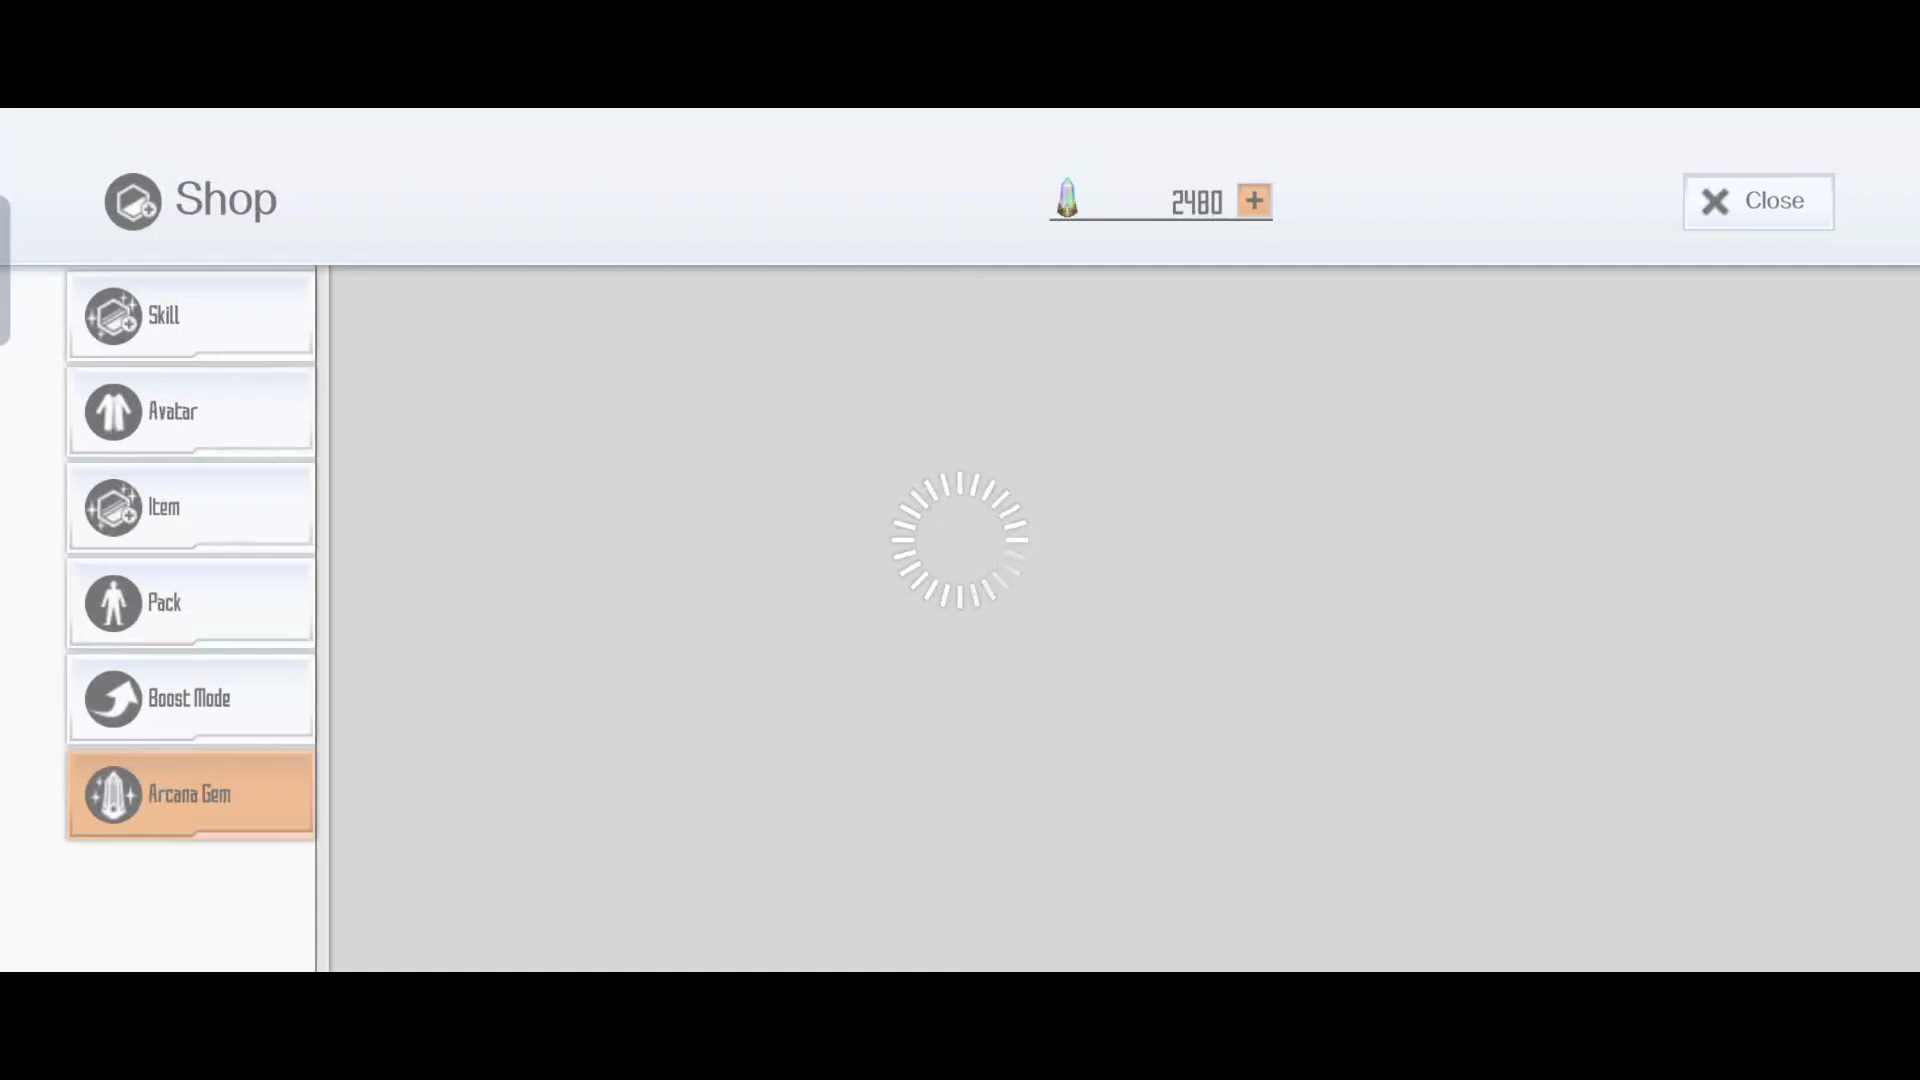 Shop
2480
Close
Skill
Avatar
Item
Pack
Boost Mode
Arcana Gem